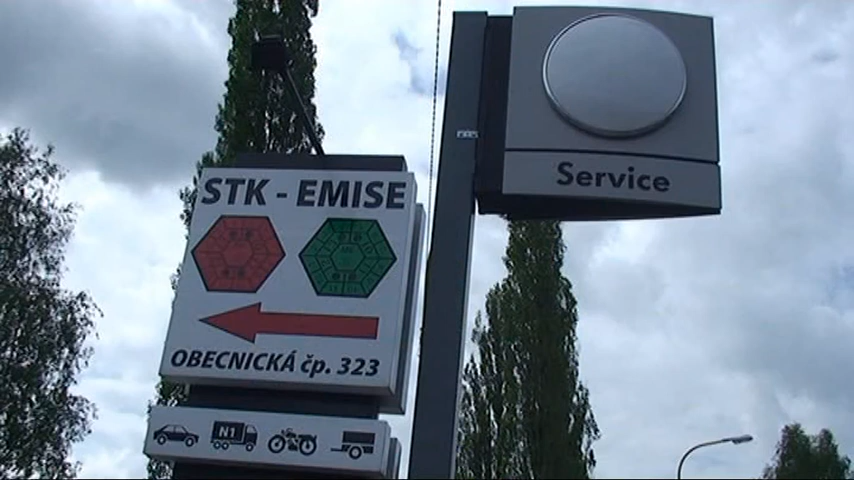 STK - EMISE
OBECNICKÁ čp. 323
N1
Service